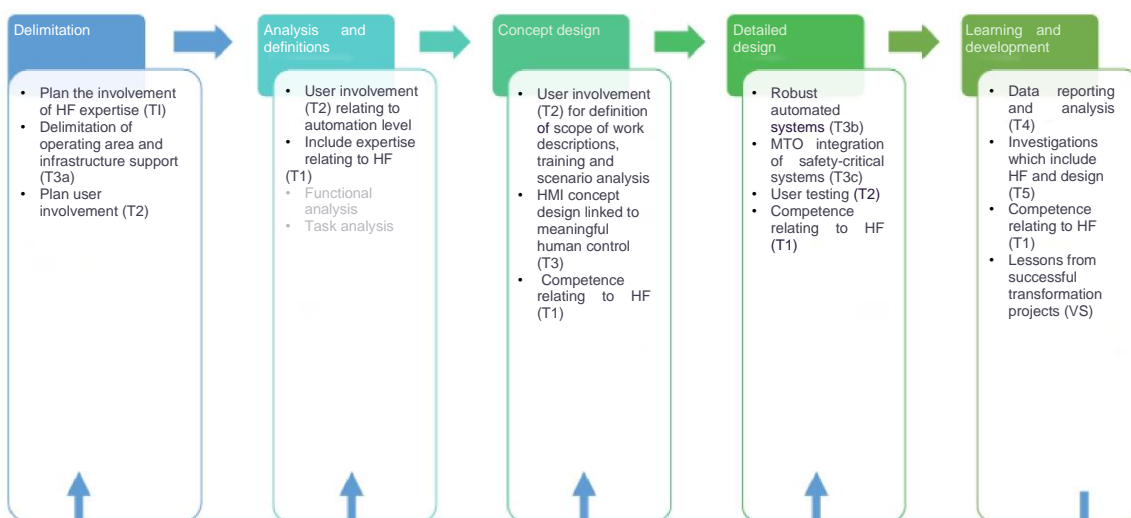 Delimitation
• Plan the involvement
of HF expertise (TI)
• Delimitation of
operating area and
infrastructure support
(T3a)
• Plan user
involvement (T2)
Analysis and
definitions
• User involvement
(T2) relating to
automation level
• Include expertise
relating to HF
(T1)
• Functional
analysis
• Task analysis
Concept design
• User involvement
(T2) for definition
of scope of work
descriptions,
training and
scenario analysis
• HMI concept
design linked to
meaningful
human control
(T3)
• Competence
relating to HF
(T1)
Detailed
design
• Robust
automated
systems (T3b)
• MTO integration
of safety-critical
systems (T3c)
• User testing (T2)
• Competence
relating to HF
(T1)
Learning and
development
• Data reporting
and analysis
(T4)
• Investigations
which include
HF and design
(T5)
• Competence
relating to HF
(T1)
• Lessons from
successful
transformation
projects (VS)